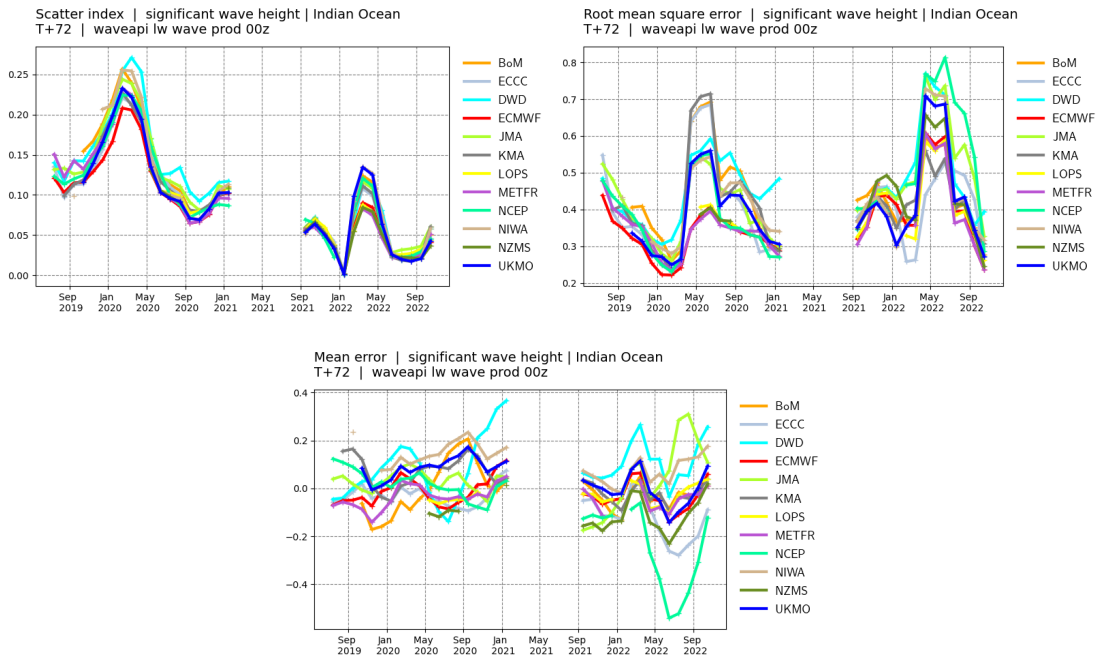 Scatter index | significant wave height | Indian Ocean
T+72 | waveapi lw wave prod 00z
0.25
0.20
0.15
0.10
0.05
0.00
Sep 2019
Jan 2020
May 2020
Sep 2020
Jan 2021
May 2021
Sep 2021
Jan 2022
May 2022
Sep 2022
BoM
ECCC
DWD
ECMWF
JMA
KMA
LOPS
METFR
NCEP
NIWA
NZMS
UKMO
Root mean square error | significant wave height | Indian Ocean
T+72 | waveapi lw wave prod 00z
0.8
0.7
0.6
0.5
0.4
0.3
0.2
Sep 2019
Jan 2020
May 2020
Sep 2020
Jan 2021
May 2021
Sep 2021
Jan 2022
May 2022
Sep 2022
BoM
ECCC
DWD
ECMWF
JMA
KMA
LOPS
METFR
NCEP
NIWA
NZMS
UKMO
Mean error | significant wave height | Indian Ocean
T+72 | waveapi lw wave prod 00z
0.4
0.2
0.0
−0.2
−0.4
Sep 2019
Jan 2020
May 2020
Sep 2020
Jan 2021
May 2021
Sep 2021
Jan 2022
May 2022
Sep 2022
BoM
ECCC
DWD
ECMWF
JMA
KMA
LOPS
METFR
NCEP
NIWA
NZMS
UKMO